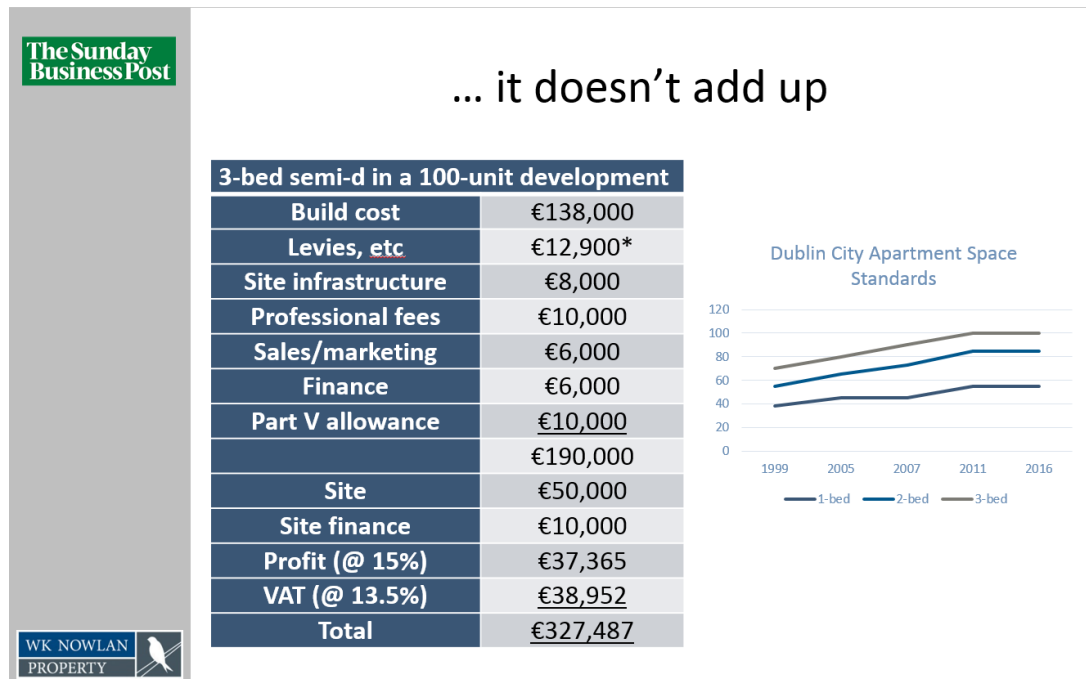 The Sunday
Business Post
... it doesn't add up
3-bed semi-d in a 100-unit development
Build cost €138,000
Levies, etc €12,900*
Site infrastructure €8,000
Professional fees €10,000
Sales/marketing €6,000
Finance €6,000
Part V allowance €10,000
€190,000
Site €50,000
Site finance €10,000
Profit (@ 15%) €37,365
VAT (@ 13.5%) €38,952
Total €327,487
Dublin City Apartment Space
Standards
120
100
80
60
40
20
0
1999 2005 2007 2011 2016
1-bed 2-bed 3-bed
WK NOWLAN
PROPERTY